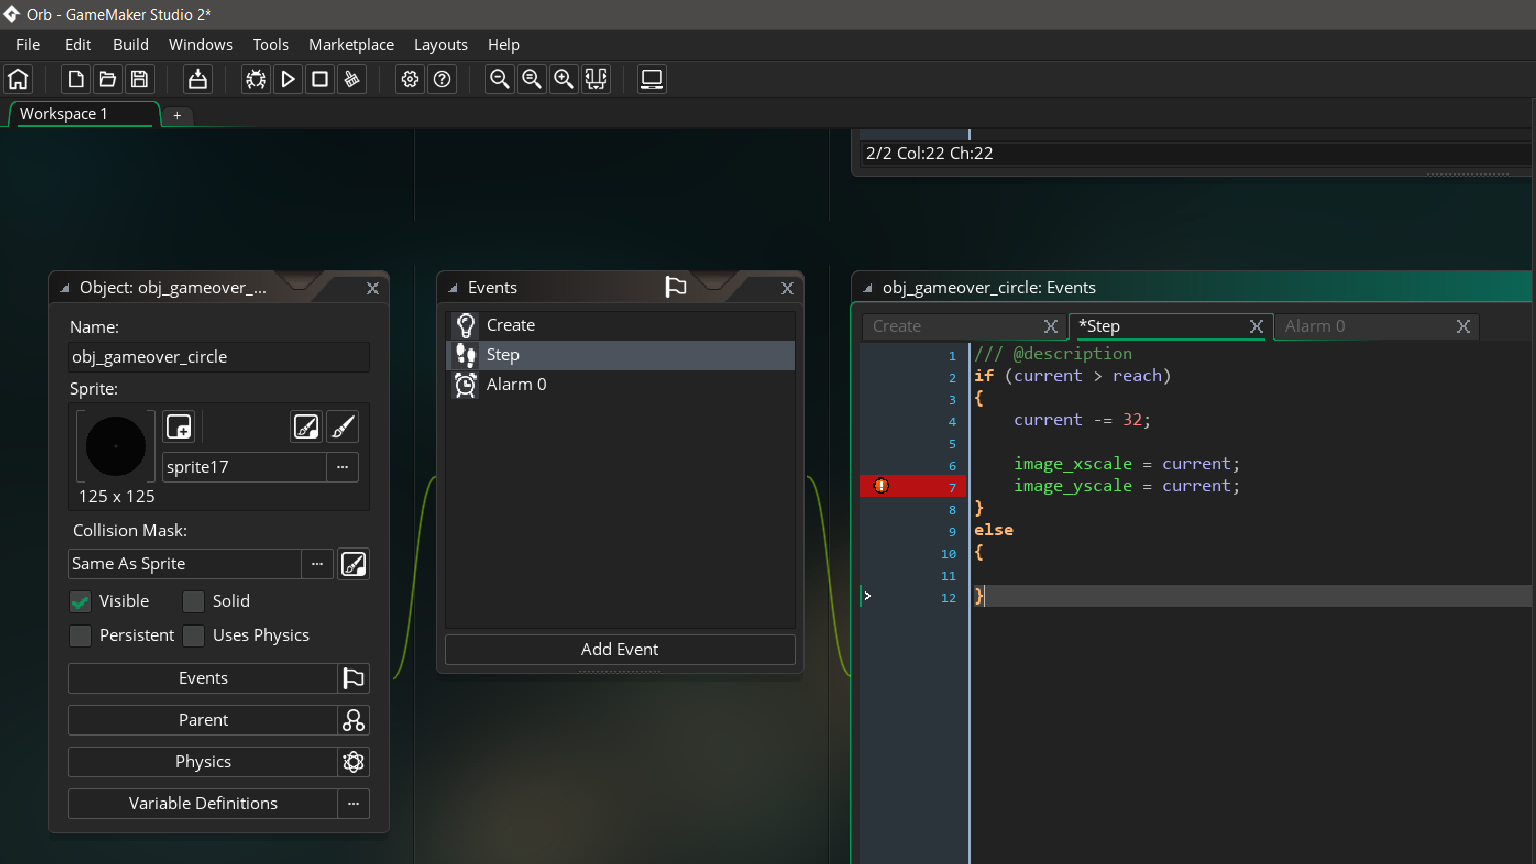 Orb - GameMaker Studio 2*
File Edit Build Windows Tools Marketplace Layouts Help
Workspace 1 +
2/2 Col:22 Ch:22
Object: obj_gameover_...
Name:
obj_gameover_circle
Sprite:
sprite17
...
125 x 125
Collision Mask:
Same As Sprite
...
Visible Solid
Persistent Uses Physics
Events
Parent
Physics
Variable Definitions
...
Events
Create
Step
Alarm 0
Add Event
obj_gameover_circle: Events
Create *Step Alarm 0
1 /// @description
2 if (current > reach)
3 {
4 current -= 32;
5
6 image_xscale = current;
7 image_yscale = current;
8 }
9 else
10 {
11
12 }